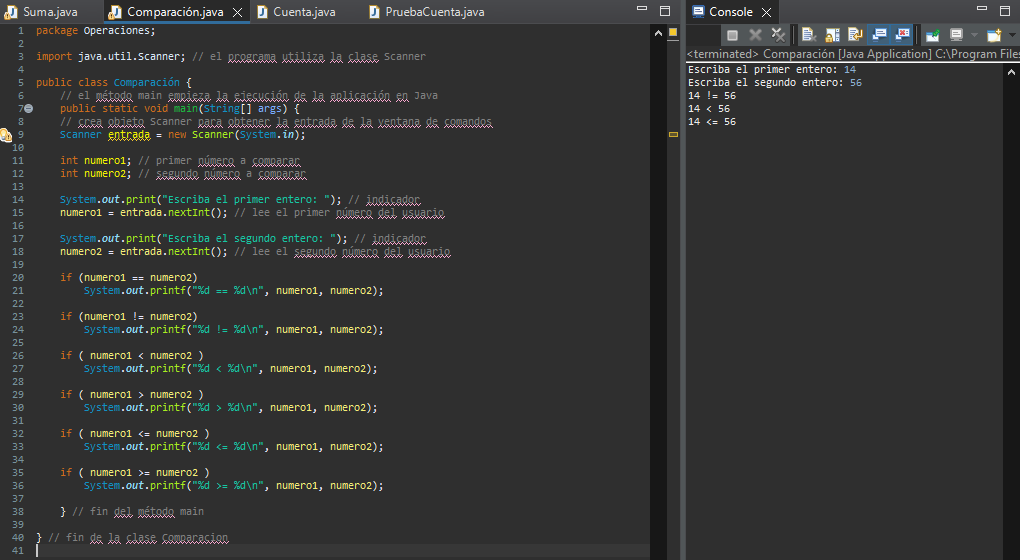 Suma.java Comparación.java Cuenta.java PruebaCuenta.java
1 package Operaciones;
2
3 import java.util.Scanner; // el programa utiliza la clase Scanner
4
5 public class Comparación {
6 // el método main empieza la ejecución de la aplicación en Java
7 public static void main(String[] args) {
8 // crea objeto Scanner para obtener la entrada de la ventana de comandos
9 Scanner entrada = new Scanner(System.in);
10
11 int numero1; // primer número a comparar
12 int numero2; // segundo número a comparar
13
14 System.out.print("Escriba el primer entero: "); // indicador
15 numero1 = entrada.nextInt(); // lee el primer número del usuario
16
17 System.out.print("Escriba el segundo entero: "); // indicador
18 numero2 = entrada.nextInt(); // lee el segundo número del usuario
19
20 if (numero1 == numero2)
21 System.out.printf("%d == %d\n", numero1, numero2);
22
23 if (numero1 != numero2)
24 System.out.printf("%d != %d\n", numero1, numero2);
25
26 if ( numero1 < numero2 )
27 System.out.printf("%d < %d\n", numero1, numero2);
28
29 if ( numero1 > numero2 )
30 System.out.printf("%d > %d\n", numero1, numero2);
31
32 if ( numero1 <= numero2 )
33 System.out.printf("%d <= %d\n", numero1, numero2);
34
35 if ( numero1 >= numero2 )
36 System.out.printf("%d >= %d\n", numero1, numero2);
37
38 } // fin del método main
39
40 } // fin de la clase Comparacion
41
Console
<terminated> Comparación [Java Application] C:\Program Files
Escriba el primer entero: 14
Escriba el segundo entero: 56
14 != 56
14 < 56
14 <= 56